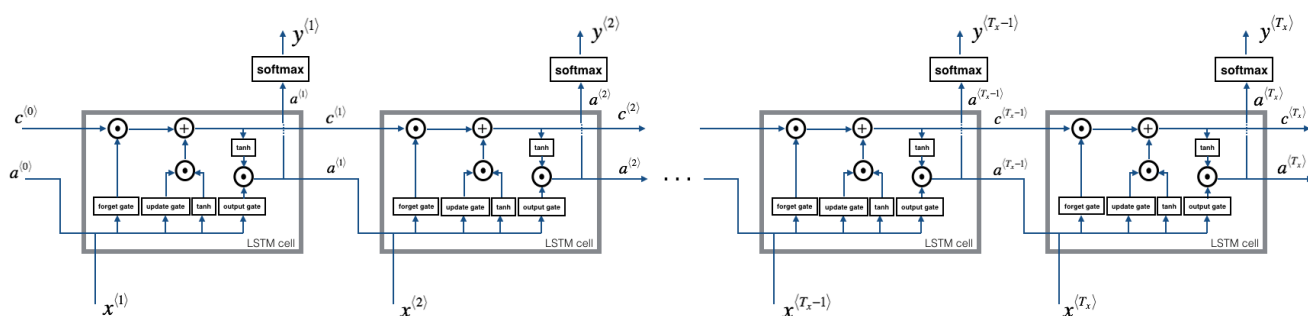 y⟨1⟩ y⟨2⟩ y⟨Tₓ−1⟩ y⟨Tₓ⟩
softmax softmax softmax softmax
a⟨1⟩ a⟨2⟩ a⟨Tₓ−1⟩ a⟨Tₓ⟩
c⟨0⟩ c⟨1⟩ c⟨2⟩ c⟨Tₓ−1⟩ c⟨Tₓ⟩
+ + + +
tanh tanh tanh tanh
a⟨0⟩ a⟨1⟩ a⟨2⟩ . . . a⟨Tₓ−1⟩ a⟨Tₓ⟩
forget gate update gate tanh output gate forget gate update gate tanh output gate forget gate update gate tanh output gate forget gate update gate tanh output gate
LSTM cell LSTM cell LSTM cell LSTM cell
x⟨1⟩ x⟨2⟩ x⟨Tₓ−1⟩ x⟨Tₓ⟩